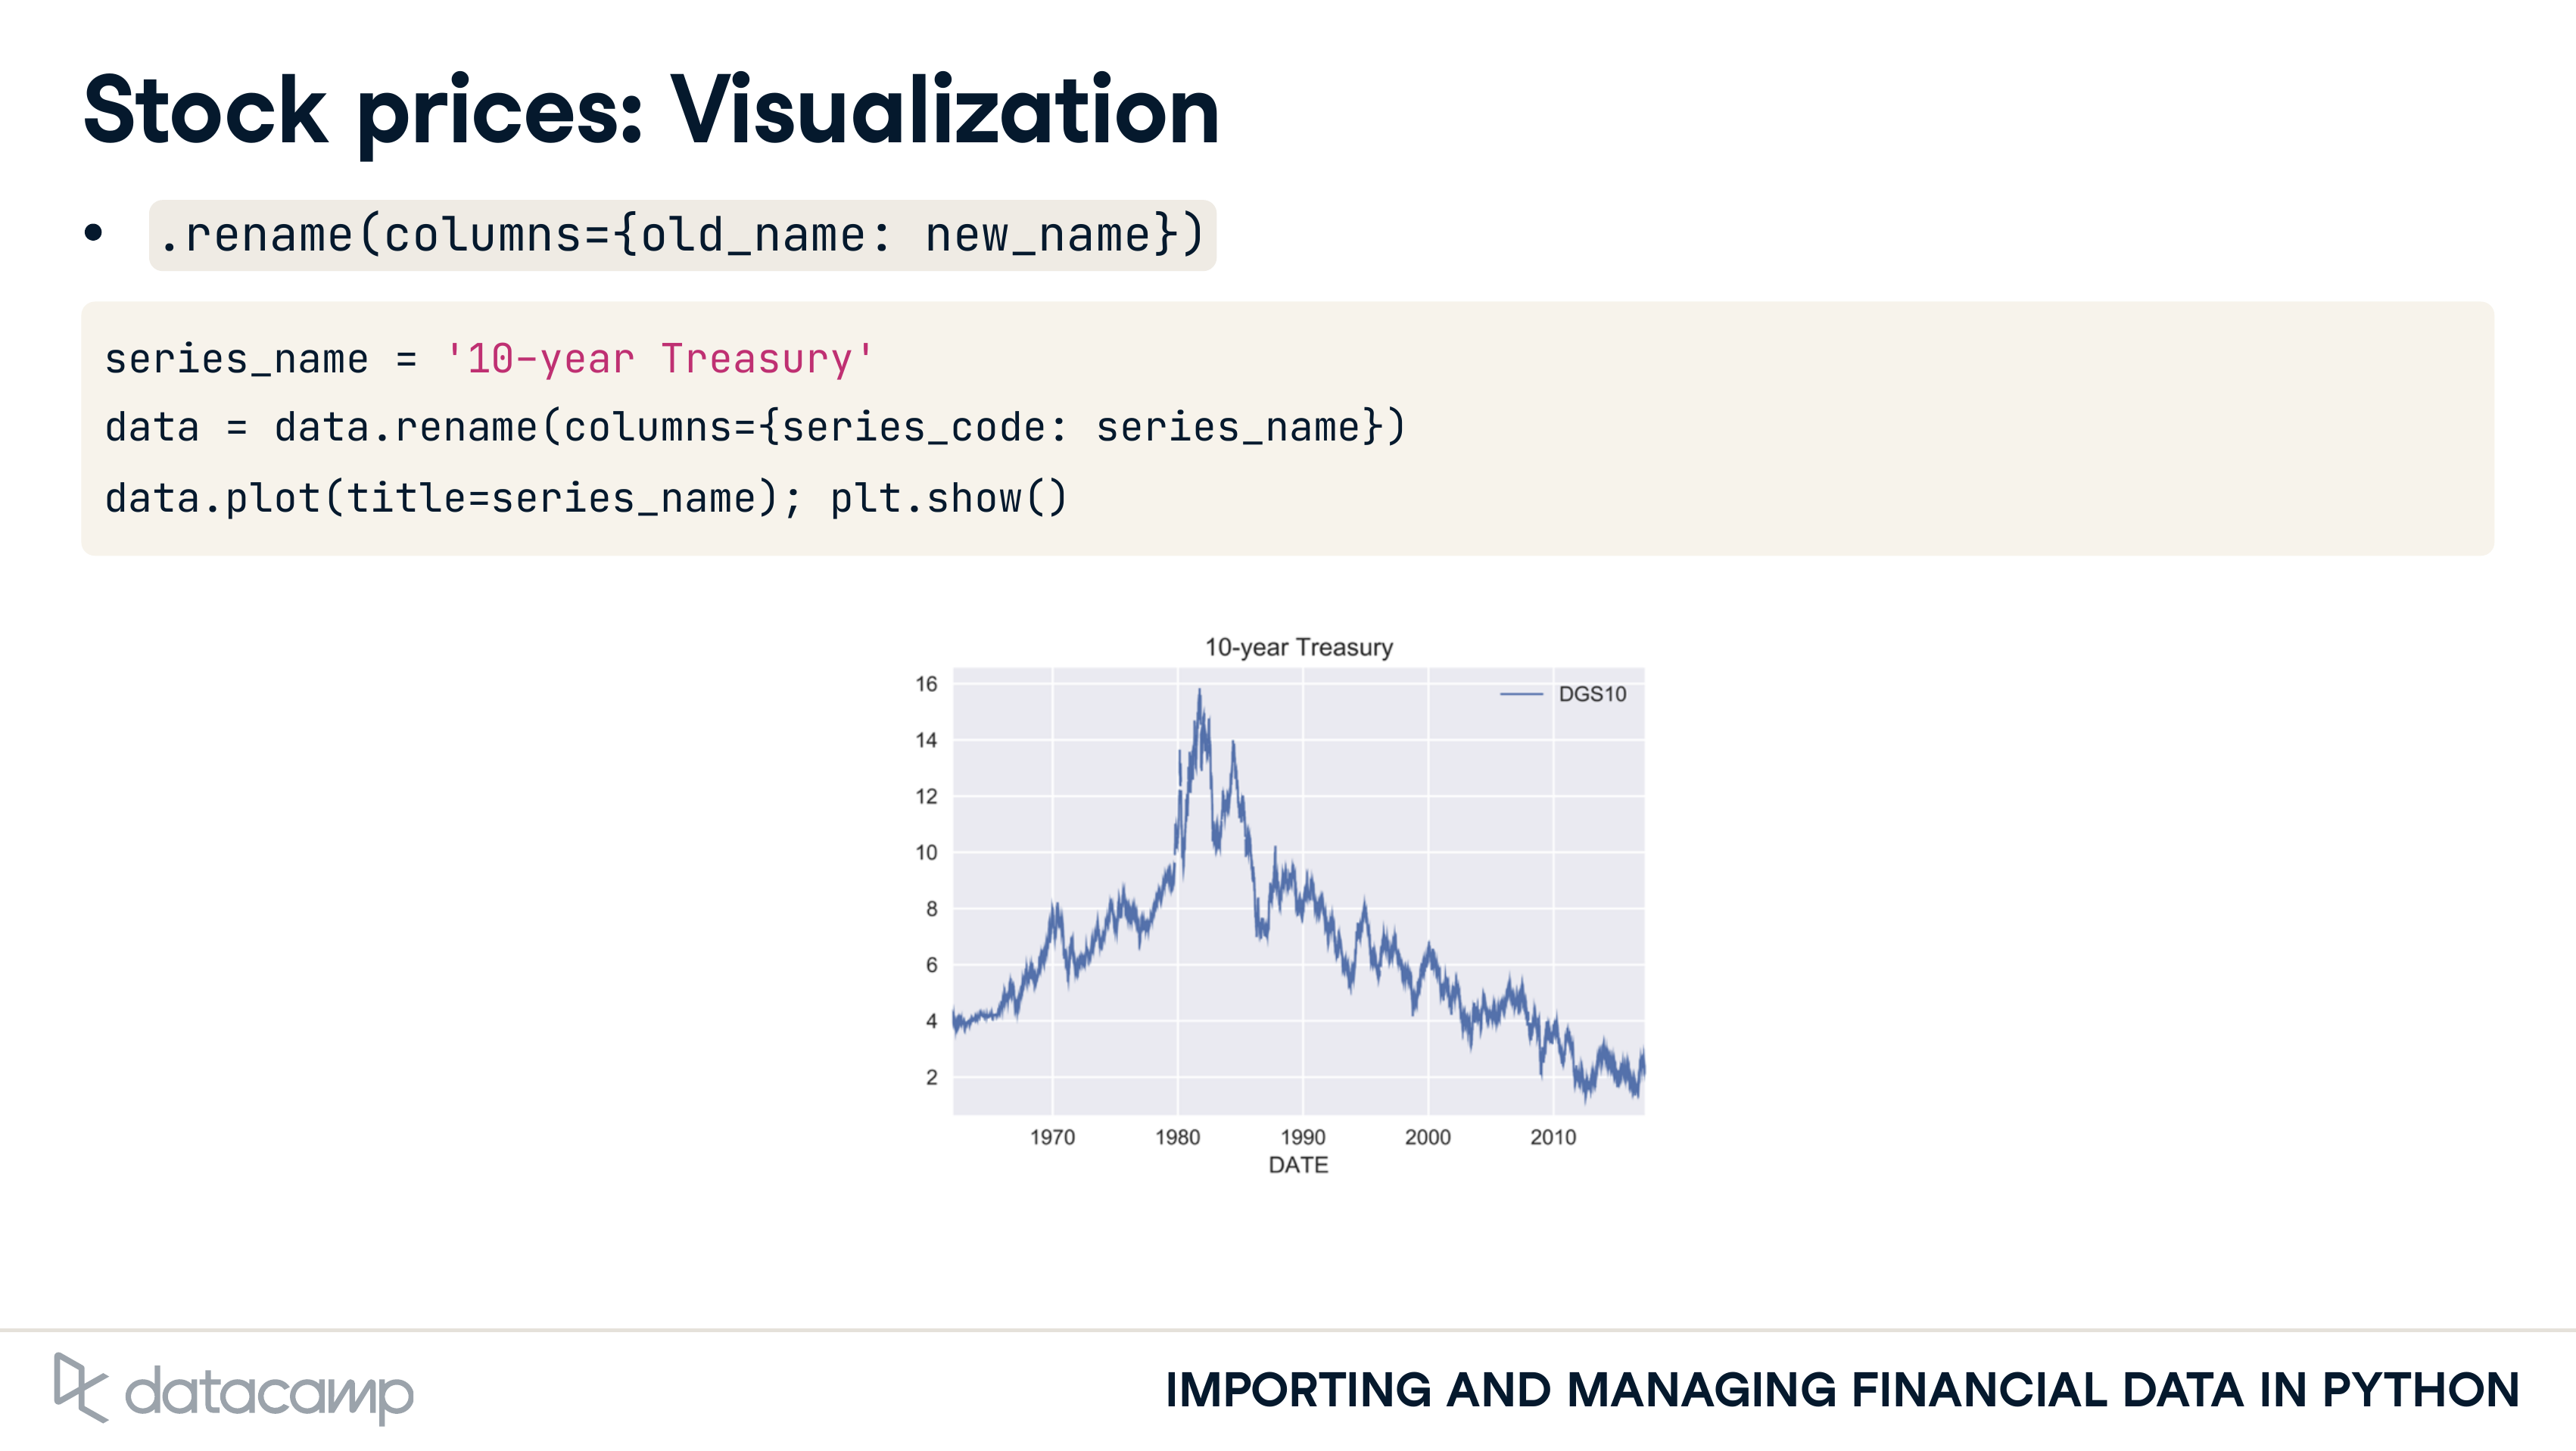 Stock prices: Visualization
• .rename(columns={old_name: new_name})
series_name = '10-year Treasury'
data = data.rename(columns={series_code: series_name})
data.plot(title=series_name); plt.show()
10-year Treasury
DGS10
16
14
12
10
8
6
4
2
1970 1980 1990 2000 2010
DATE
datacamp
IMPORTING AND MANAGING FINANCIAL DATA IN PYTHON